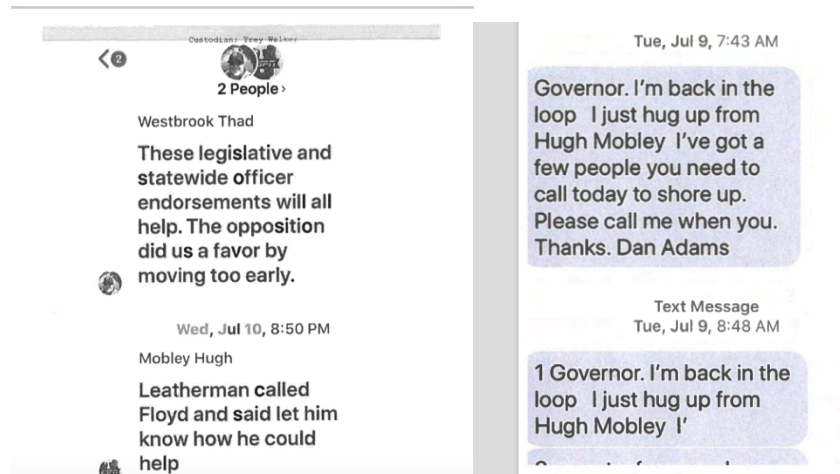 Custodian: Trey Walker
2
2 People ›
Westbrook Thad
These legislative and
statewide officer
endorsements will all
help. The opposition
did us a favor by
moving too early.
Wed, Jul 10, 8:50 PM
Mobley Hugh
Leatherman called
Floyd and said let him
know how he could
help
Tue, Jul 9, 7:43 AM
Governor. I'm back in the
loop I just hug up from
Hugh Mobley I've got a
few people you need to
call today to shore up.
Please call me when you.
Thanks. Dan Adams
Text Message
Tue, Jul 9, 8:48 AM
1 Governor. I'm back in the
loop I just hug up from
Hugh Mobley I'